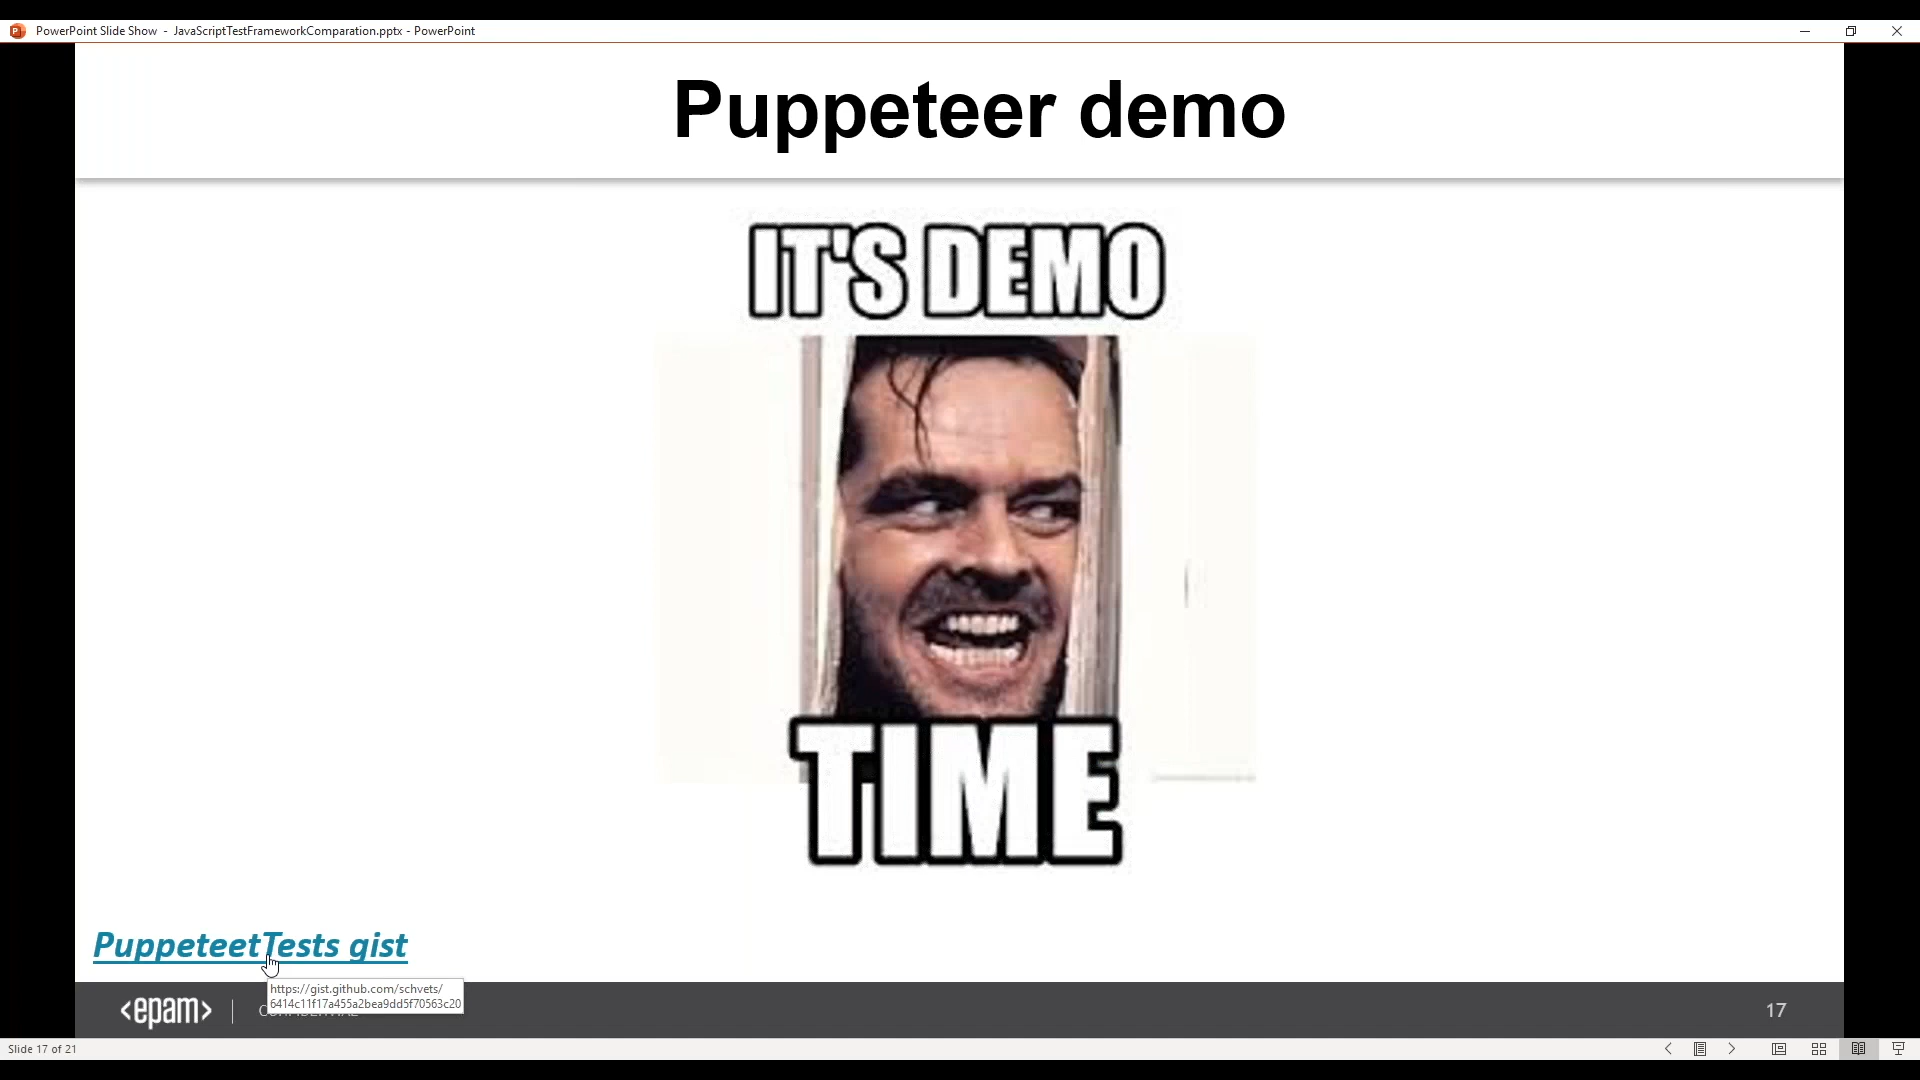 PowerPoint Slide Show - JavaScriptTestFrameworkComparation.pptx - PowerPoint
Puppeteer demo
IT'S DEMO
TIME
PuppeteetTests gist
https://gist.github.com/schvets/
6414c11f17a455a2bea9dd5f70563c20
<epam>
17
Slide 17 of 21